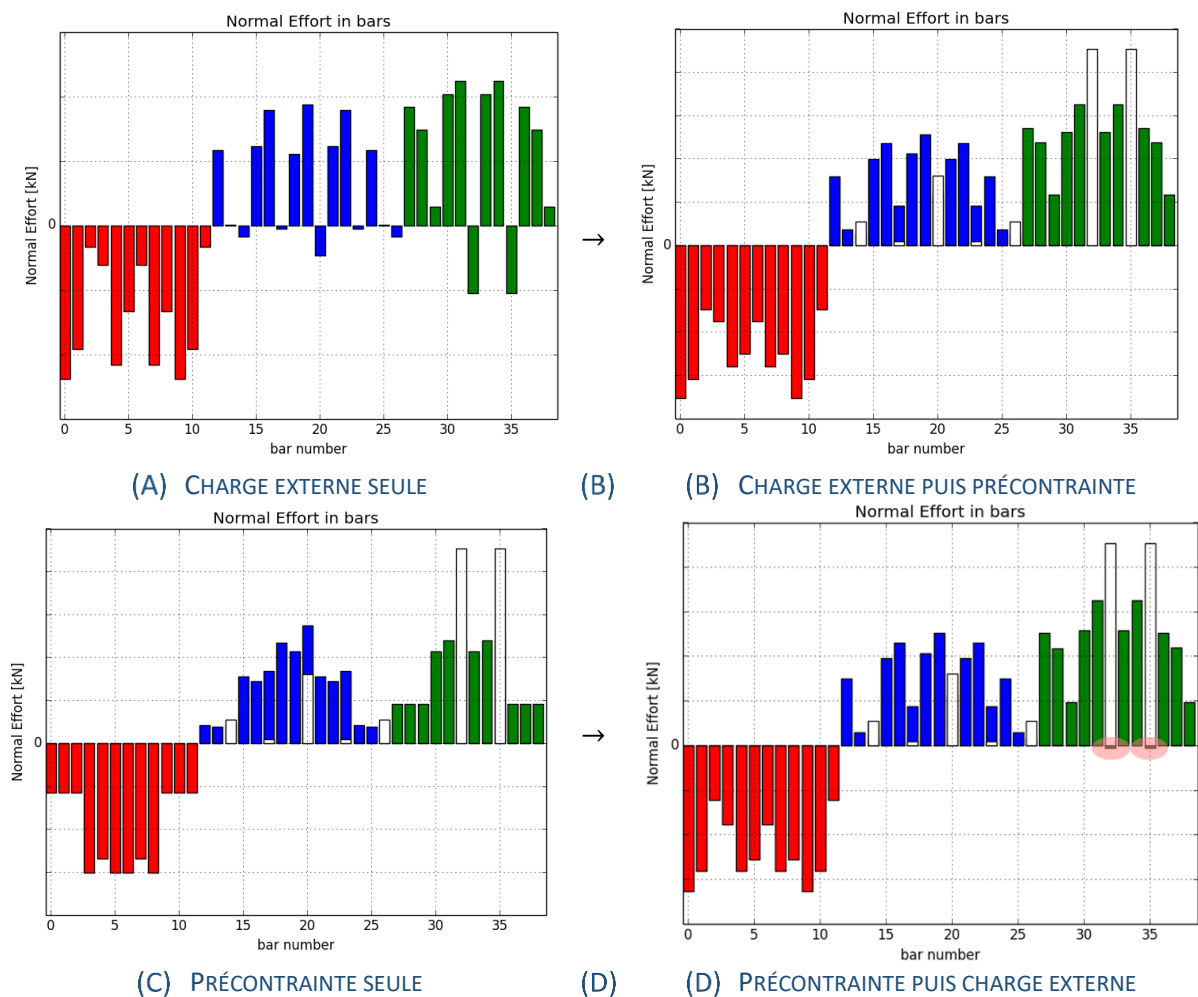 Normal Effort in bars
Normal Effort in bars
Normal Effort [kN]
0
0 5 10 15 20 25 30 35
bar number
→
Normal Effort [kN]
0
0 5 10 15 20 25 30 35
bar number
(A) CHARGE EXTERNE SEULE
(B)
(B) CHARGE EXTERNE PUIS PRÉCONTRAINTE
Normal Effort in bars
Normal Effort in bars
Normal Effort [kN]
0
0 5 10 15 20 25 30 35
bar number
→
Normal Effort [kN]
0
0 5 10 15 20 25 30 35
bar number
(C) PRÉCONTRAINTE SEULE
(D)
(D) PRÉCONTRAINTE PUIS CHARGE EXTERNE